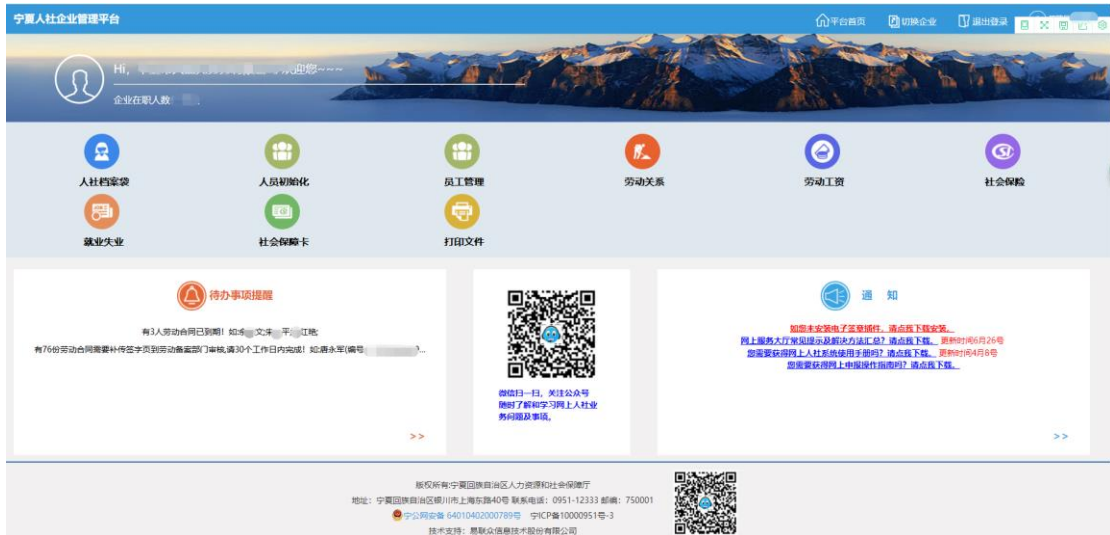 宁夏人社企业管理平台
平台首页 切换企业 退出登录
Hi, 欢迎您~~~
企业在职人数:
人社档案袋 人员初始化 员工管理 劳动关系 劳动工资 社会保险
就业失业 社会保障卡 打印文件
待办事项提醒
有3人劳动合同已到期! 如:
有76份劳动合同需要补传签字页到劳动备案部门审核,请30个工作日内完成! 如:唐永军(编号:
>>
微信扫一扫，关注公众号
随时了解和学习网上人社业
务问题及事项。
通 知
如您未安装电子签章插件，请点我下载安装。
网上服务大厅常见提示及解决方法汇总? 请点我下载。 更新时间6月26号
您需要获得网上人社系统使用手册吗? 请点我下载。 更新时间4月8号
您需要获得网上申报操作指南吗? 请点我下载。
>>
版权所有:宁夏回族自治区人力资源和社会保障厅
地址：宁夏回族自治区银川市上海东路40号 联系电话：0951-12333 邮编：750001
宁公网安备 64010402000789号 宁ICP备10000951号-3
技术支持：易联众信息技术股份有限公司